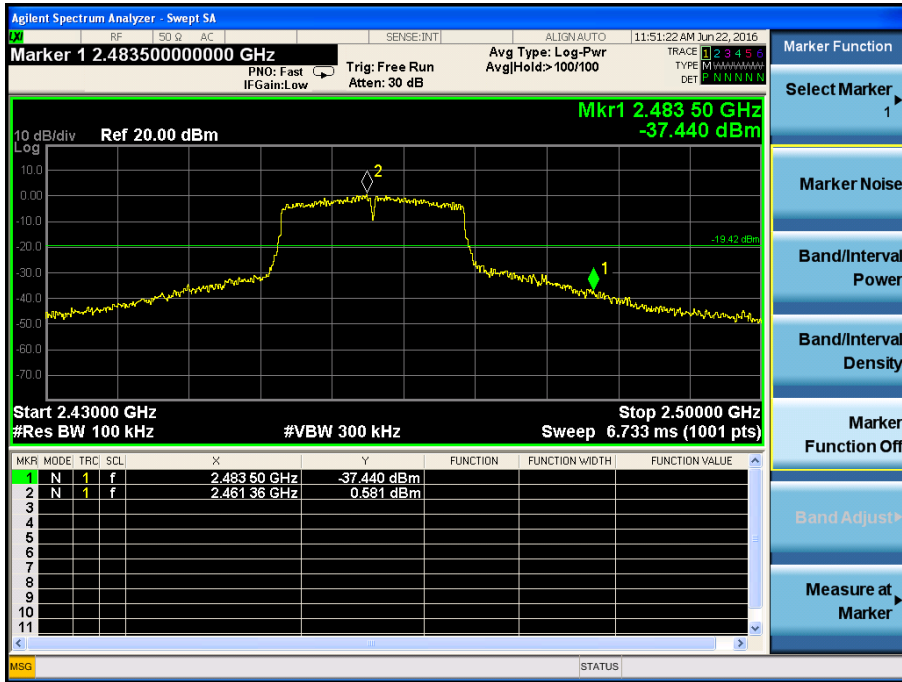 Agilent Spectrum Analyzer - Swept SA
LXI RF 50 Ω AC SENSE:INT ALIGN AUTO 11:51:22 AM Jun 22, 2016
Marker 1 2.483500000000 GHz
PNO: Fast
IFGain:Low
Trig: Free Run
Atten: 30 dB
Avg Type: Log-Pwr
Avg|Hold:> 100/100
TRACE 1 2 3 4 5 6
TYPE M WWWWW
DET P N N N N N
Mkr1 2.483 50 GHz
-37.440 dBm
10 dB/div Ref 20.00 dBm
Log
10.0
0.00
-10.0
-20.0
-30.0
-40.0
-50.0
-60.0
-70.0
2
1
-19.42 dBm
Start 2.43000 GHz Stop 2.50000 GHz
#Res BW 100 kHz #VBW 300 kHz Sweep 6.733 ms (1001 pts)
MKR MODE TRC SCL X Y FUNCTION FUNCTION WIDTH FUNCTION VALUE
1 N 1 f 2.483 50 GHz -37.440 dBm
2 N 1 f 2.461 36 GHz 0.581 dBm
3
4
5
6
7
8
9
10
11
MSG STATUS
Marker Function
Select Marker
1
Marker Noise
Band/Interval
Power
Band/Interval
Density
Marker
Function Off
Band Adjust
Measure at
Marker